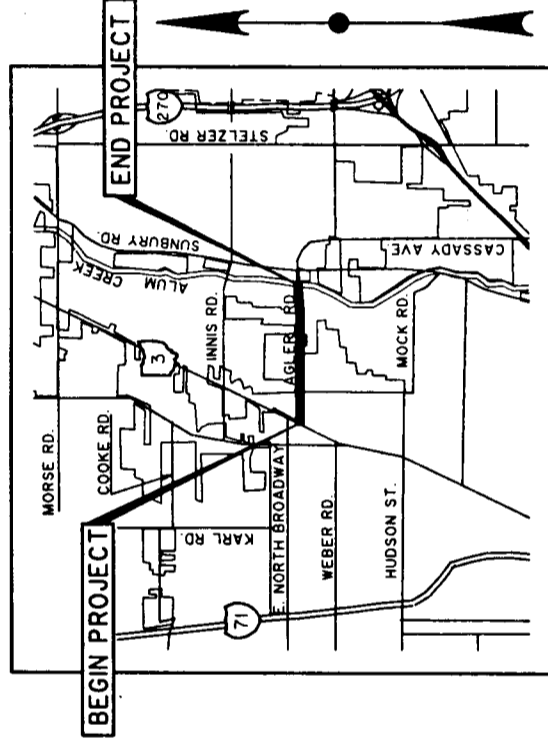 BEGIN PROJECT
END PROJECT
MORSE RD.
COOKE RD.
KARL RD.
E. NORTH BROADWAY
WEBER RD.
HUDSON ST.
71
3
INNIS RD.
AGLER RD.
MOCK RD.
ALUM CREEK
SUNBURY RD.
CASSADY AVE
STELZER RD.
270